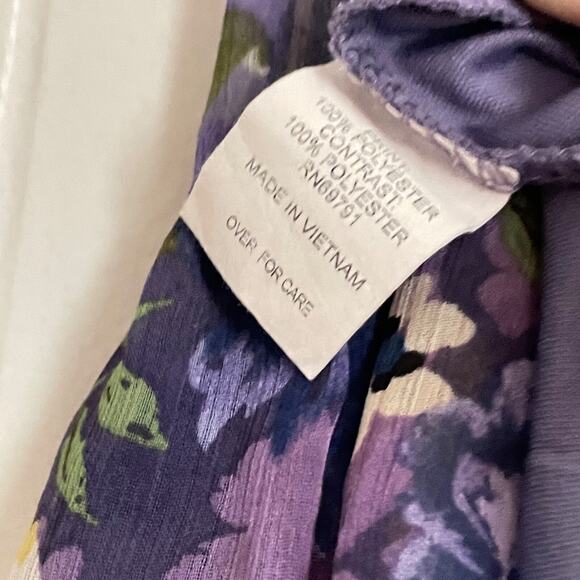 100% POLYESTER
CONTRAST:
100% POLYESTER
RN69791
MADE IN VIETNAM
OVER FOR CARE